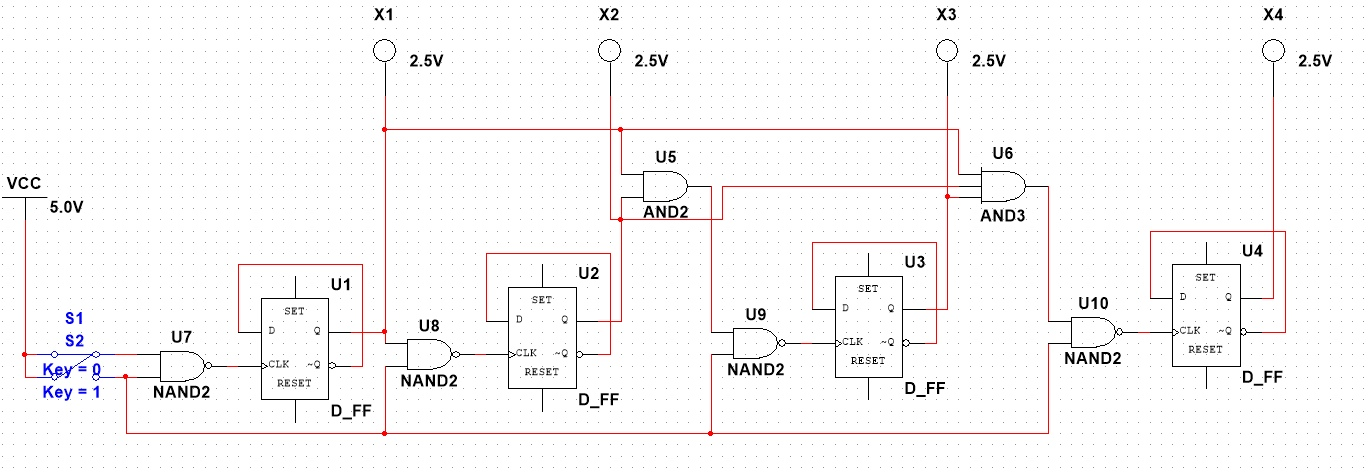 X1
X2
X3
X4
2.5V
2.5V
2.5V
2.5V
U5
AND2
U6
AND3
VCC
5.0V
S1
S2
Key = 0
Key = 1
U7
NAND2
U1
SET
D
Q
CLK
~Q
RESET
D_FF
U8
NAND2
U2
SET
D
Q
CLK
~Q
RESET
D_FF
U9
NAND2
U3
SET
D
Q
CLK
~Q
RESET
D_FF
U10
NAND2
U4
SET
D
Q
CLK
~Q
RESET
D_FF